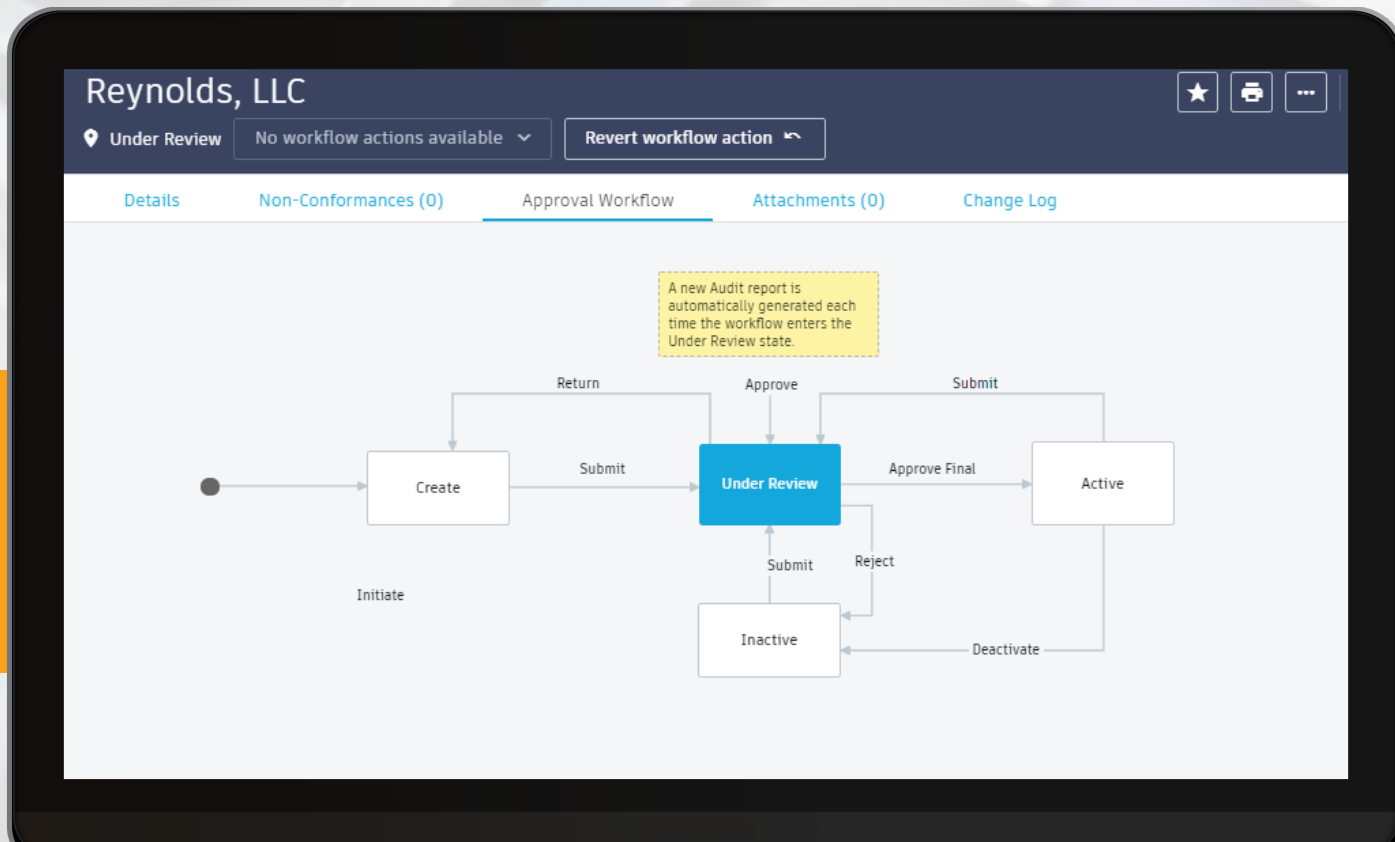 Reynolds, LLC
Under Review
No workflow actions available
Revert workflow action
Details
Non-Conformances (0)
Approval Workflow
Attachments (0)
Change Log
A new Audit report is
automatically generated each
time the workflow enters the
Under Review state.
Return
Approve
Submit
Create
Submit
Under Review
Approve Final
Active
Submit
Reject
Initiate
Inactive
Deactivate